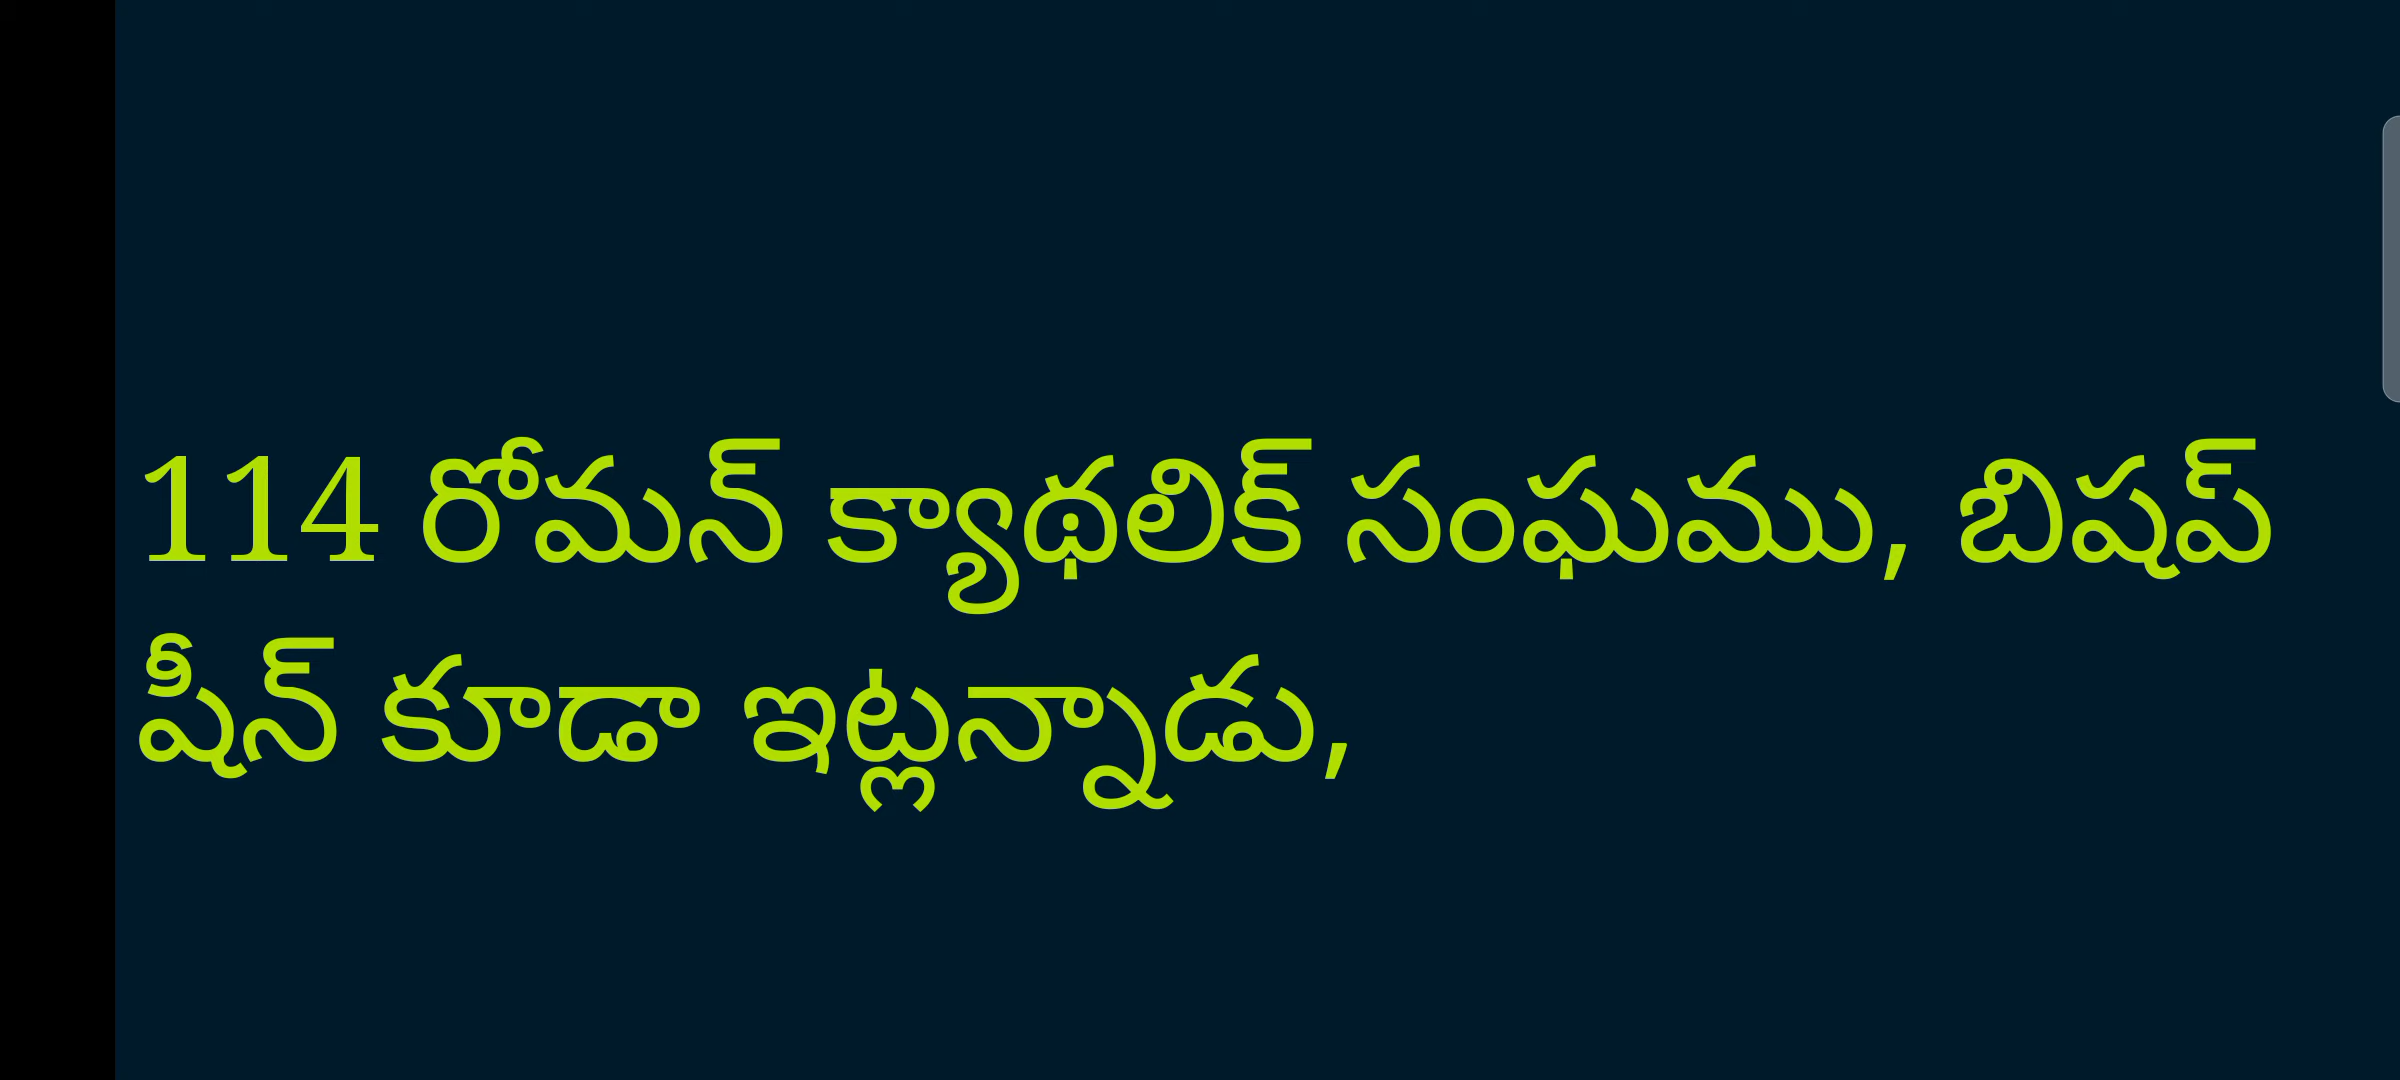 114 రోమన్ క్యాథలిక్ సంఘము, బిషప్
షీన్ కూడా ఇట్లన్నాడు,